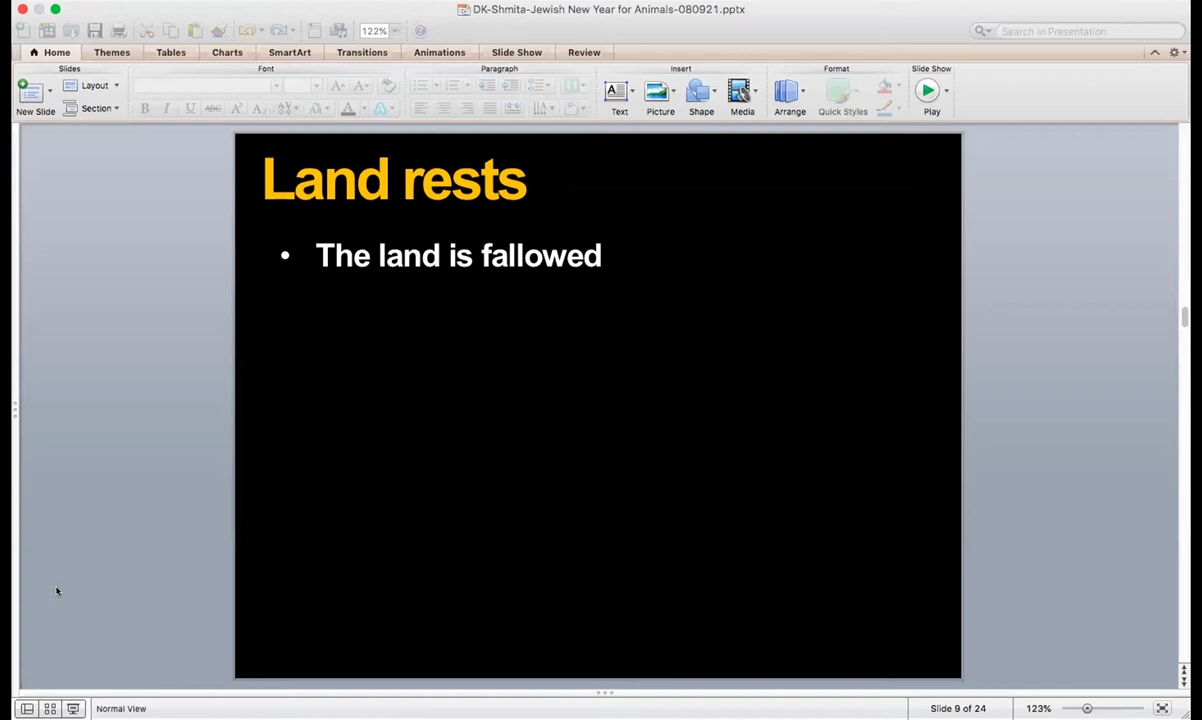 DK-Shmita-Jewish New Year for Animals-080921.pptx
122%
Search In Presentation
Home Themes Tables Charts SmartArt Transitions Animations Slide Show Review
Slides Font Paragraph Insert Format Slide Show
New Slide Layout Section
B I U ABC A A Aa A A
Text Picture Shape Media Arrange Quick Styles Play
Land rests
• The land is fallowed
Normal View Slide 9 of 24 123%